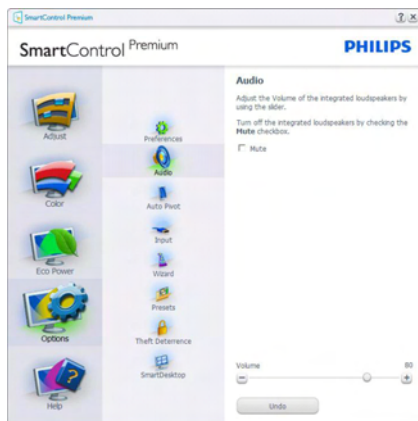 SmartControl Premium
SmartControl Premium
PHILIPS
Adjust
Color
Eco Power
Options
Help
Preferences
Audio
Auto Pivot
Input
Wizard
Presets
Theft Deterrence
SmartDesktop
Audio
Adjust the Volume of the integrated loudspeakers by
using the slider.
Turn off the integrated loudspeakers by checking the
Mute checkbox.
Mute
Volume 80
Undo